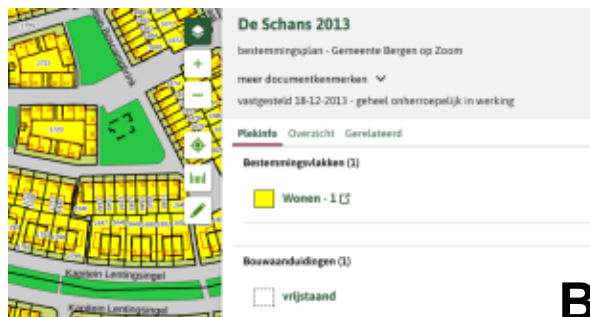 De Schans 2013
bestemmingsplan - Gemeente Bergen op Zoom
meer documentkenmerken
vastgesteld 18-12-2013 - geheel onherroepelijk in werking
Plekinfo Overzicht Gerelateerd
Bestemmingsvlakken (1)
Wonen - 1
Bouwaanduidingen (1)
vrijstaand
B
Kapitein Lentingsingel
Kapitein Lentingsingel